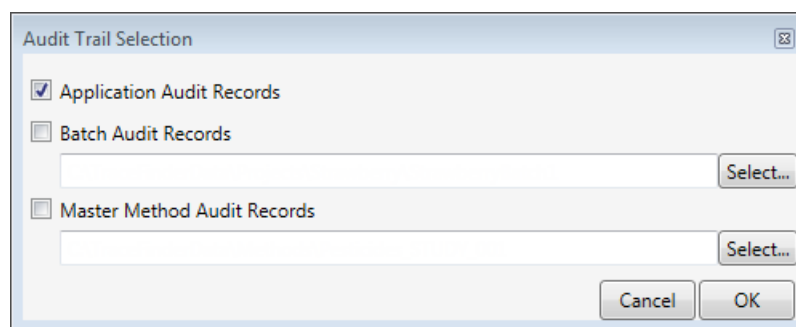 Audit Trail Selection
Application Audit Records
Batch Audit Records
Select...
Master Method Audit Records
Select...
Cancel OK